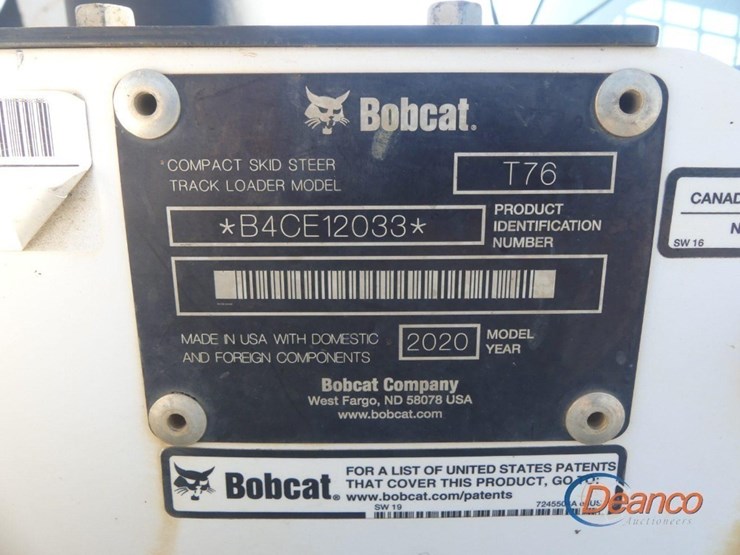 Bobcat.
COMPACT SKID STEER
TRACK LOADER MODEL
T76
*B4CE12033*
PRODUCT
IDENTIFICATION
NUMBER
MADE IN USA WITH DOMESTIC
AND FOREIGN COMPONENTS
2020
MODEL
YEAR
Bobcat Company
West Fargo, ND 58078 USA
www.bobcat.com
CANAD
N
SW 16
Bobcat.
FOR A LIST OF UNITED STATES PATENTS
THAT COVER THIS PRODUCT, GO TO:
www.bobcat.com/patents
SW 19
Deanco
Auctioneers